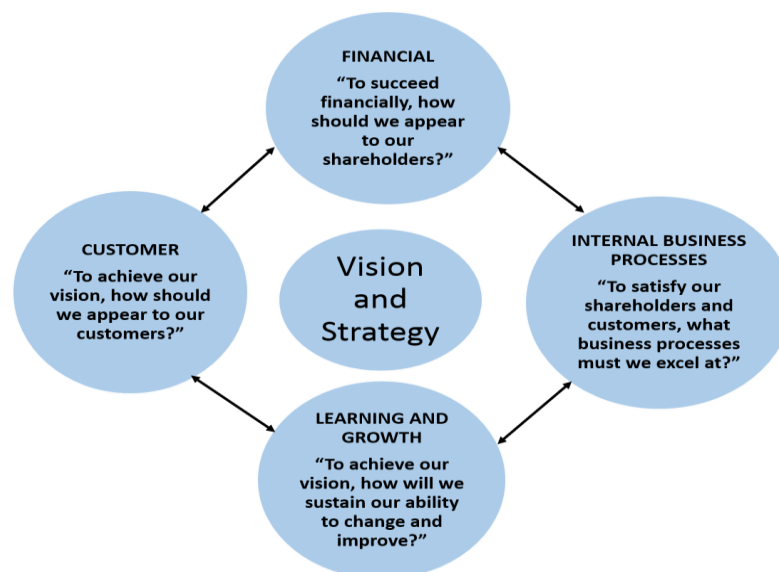 FINANCIAL
“To succeed
financially, how
should we appear
to our
shareholders?”
CUSTOMER
“To achieve our
vision, how should
we appear to our
customers?”
Vision
and
Strategy
INTERNAL BUSINESS
PROCESSES
“To satisfy our
shareholders and
customers, what
business processes
must we excel at?”
LEARNING AND
GROWTH
“To achieve our
vision, how will we
sustain our ability
to change and
improve?”